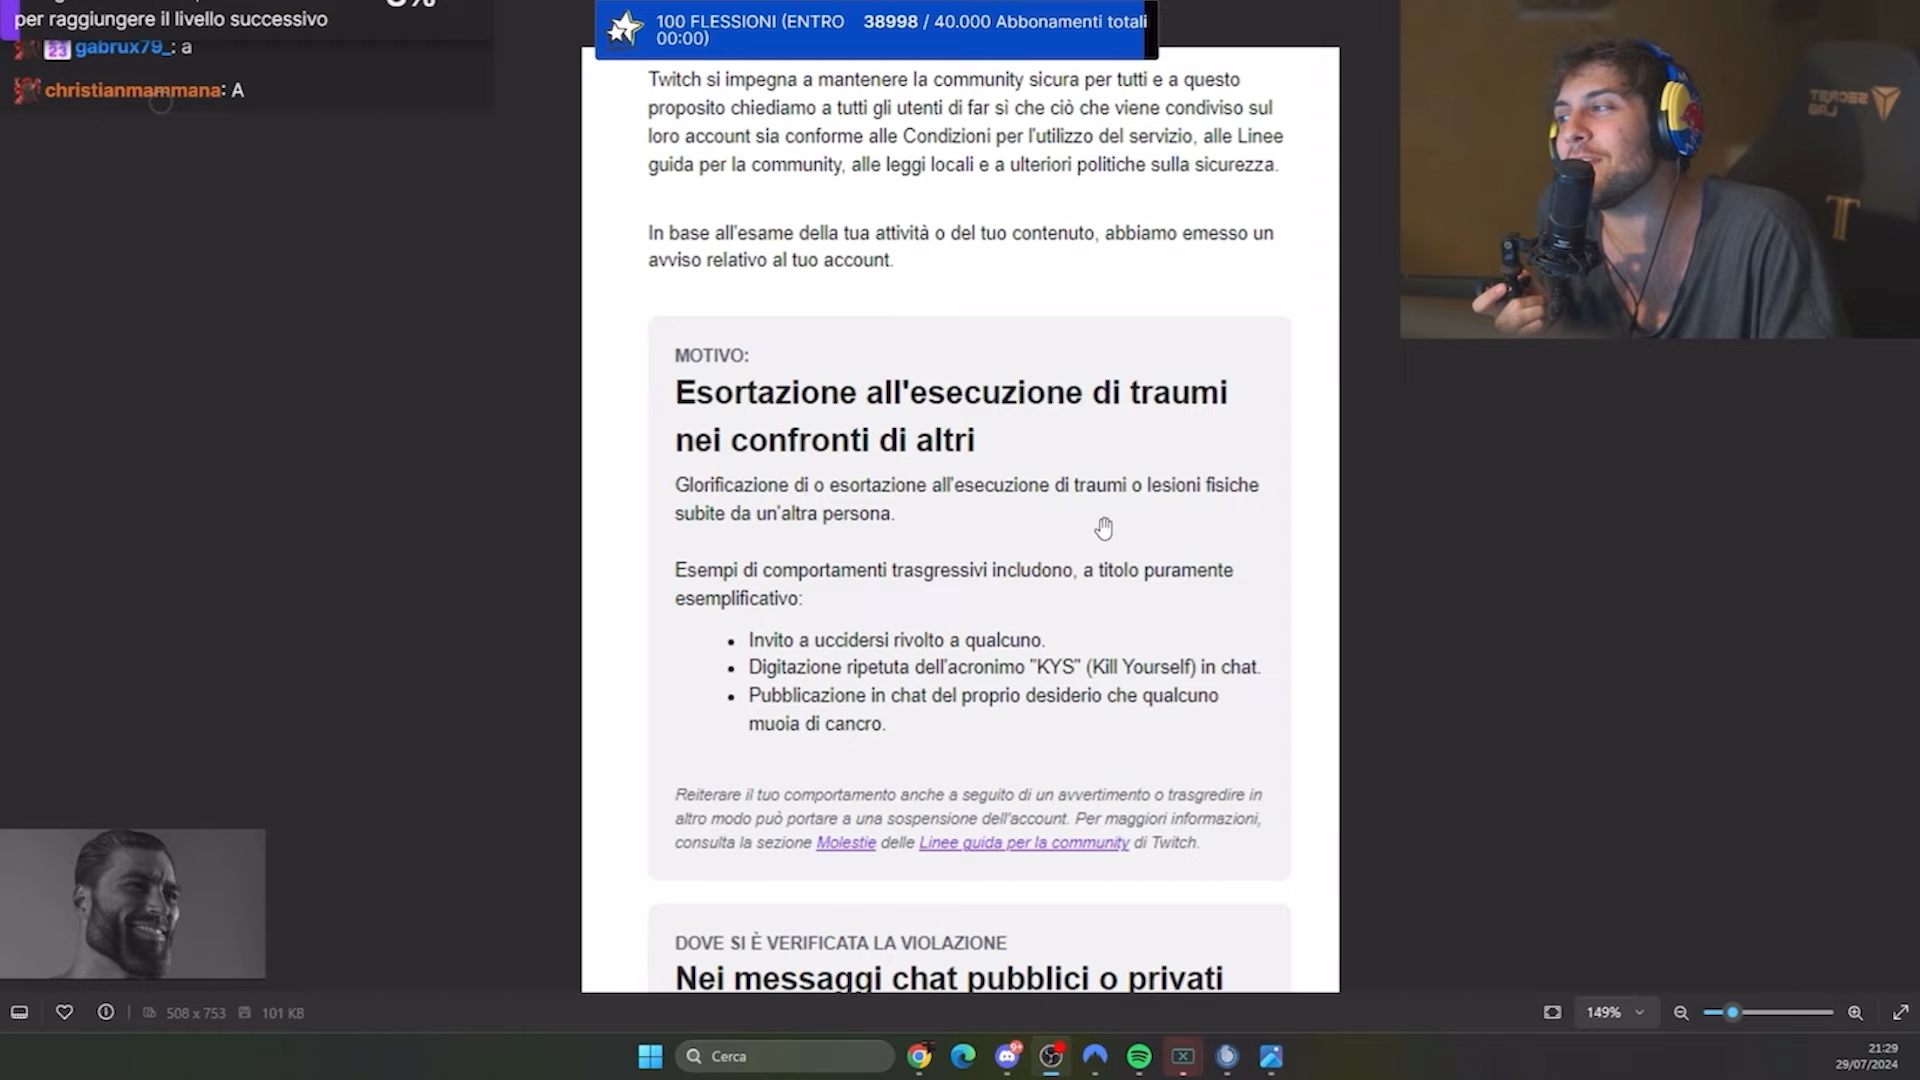 per raggiungere il livello successivo
23 gabrux79_: a
christianmammana: A
100 FLESSIONI (ENTRO 00:00)
38998 / 40.000 Abbonamenti totali
Twitch si impegna a mantenere la community sicura per tutti e a questo
proposito chiediamo a tutti gli utenti di far sì che ciò che viene condiviso sul
loro account sia conforme alle Condizioni per l'utilizzo del servizio, alle Linee
guida per la community, alle leggi locali e a ulteriori politiche sulla sicurezza.
In base all'esame della tua attività o del tuo contenuto, abbiamo emesso un
avviso relativo al tuo account.
MOTIVO:
Esortazione all'esecuzione di traumi
nei confronti di altri
Glorificazione di o esortazione all'esecuzione di traumi o lesioni fisiche
subite da un'altra persona.
Esempi di comportamenti trasgressivi includono, a titolo puramente
esemplificativo:
• Invito a uccidersi rivolto a qualcuno.
• Digitazione ripetuta dell'acronimo "KYS" (Kill Yourself) in chat.
• Pubblicazione in chat del proprio desiderio che qualcuno
muoia di cancro.
Reiterare il tuo comportamento anche a seguito di un avvertimento o trasgredire in
altro modo può portare a una sospensione dell'account. Per maggiori informazioni,
consulta la sezione Molestie delle Linee guida per la community di Twitch.
DOVE SI È VERIFICATA LA VIOLAZIONE
Nei messaggi chat pubblici o privati
SECRET LAB
508 x 753 101 KB
149%
Cerca
9+
21:29
29/07/2024